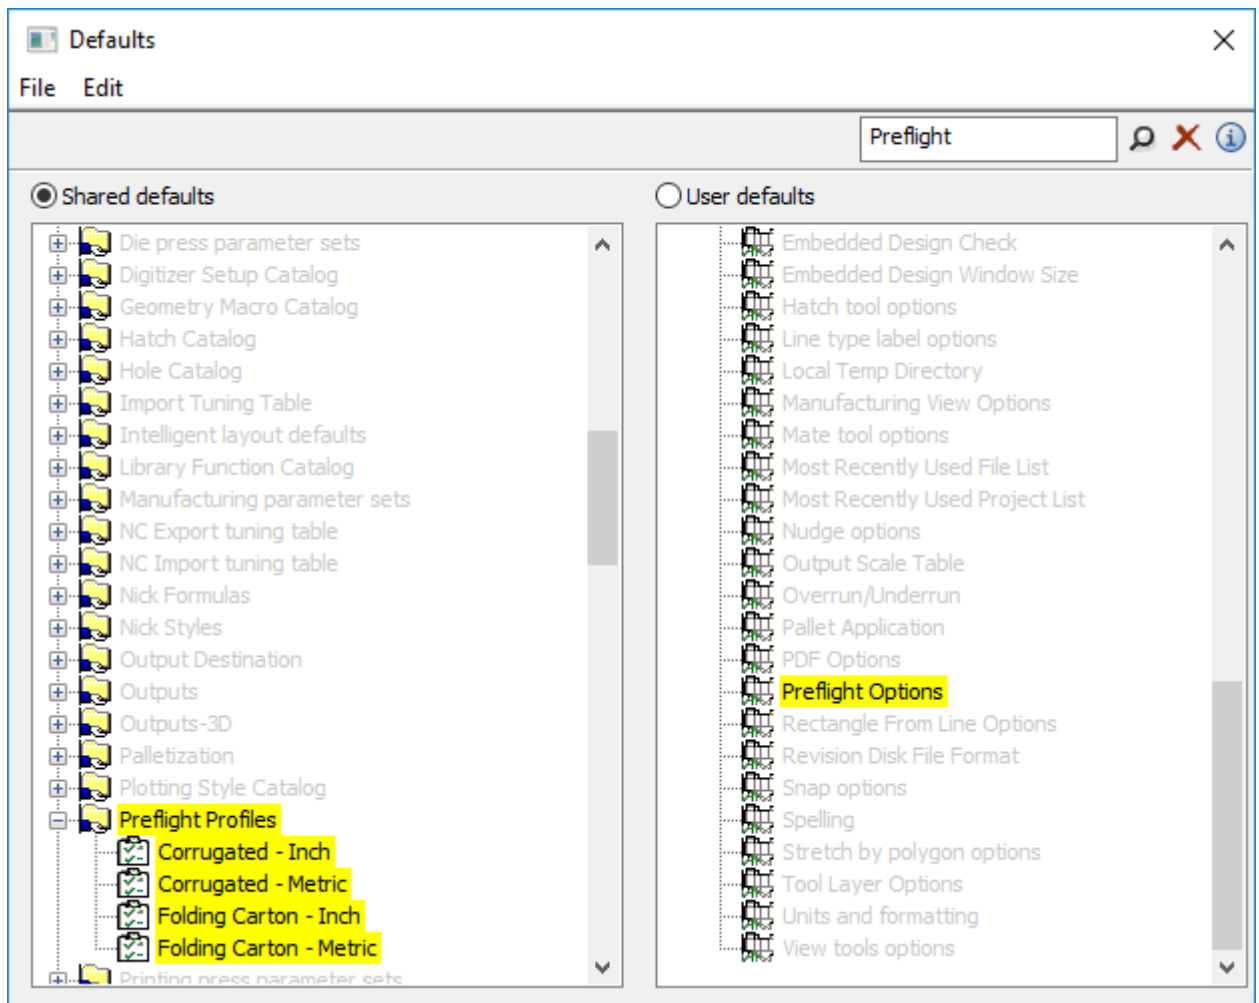 Defaults
File Edit
Preflight
Shared defaults
Die press parameter sets
Digitizer Setup Catalog
Geometry Macro Catalog
Hatch Catalog
Hole Catalog
Import Tuning Table
Intelligent layout defaults
Library Function Catalog
Manufacturing parameter sets
NC Export tuning table
NC Import tuning table
Nick Formulas
Nick Styles
Output Destination
Outputs
Outputs-3D
Palletization
Plotting Style Catalog
Preflight Profiles
Corrugated - Inch
Corrugated - Metric
Folding Carton - Inch
Folding Carton - Metric
Printing press parameter sets
User defaults
Embedded Design Check
Embedded Design Window Size
Hatch tool options
Line type label options
Local Temp Directory
Manufacturing View Options
Mate tool options
Most Recently Used File List
Most Recently Used Project List
Nudge options
Output Scale Table
Overrun/Underrun
Pallet Application
PDF Options
Preflight Options
Rectangle From Line Options
Revision Disk File Format
Snap options
Spelling
Stretch by polygon options
Tool Layer Options
Units and formatting
View tools options